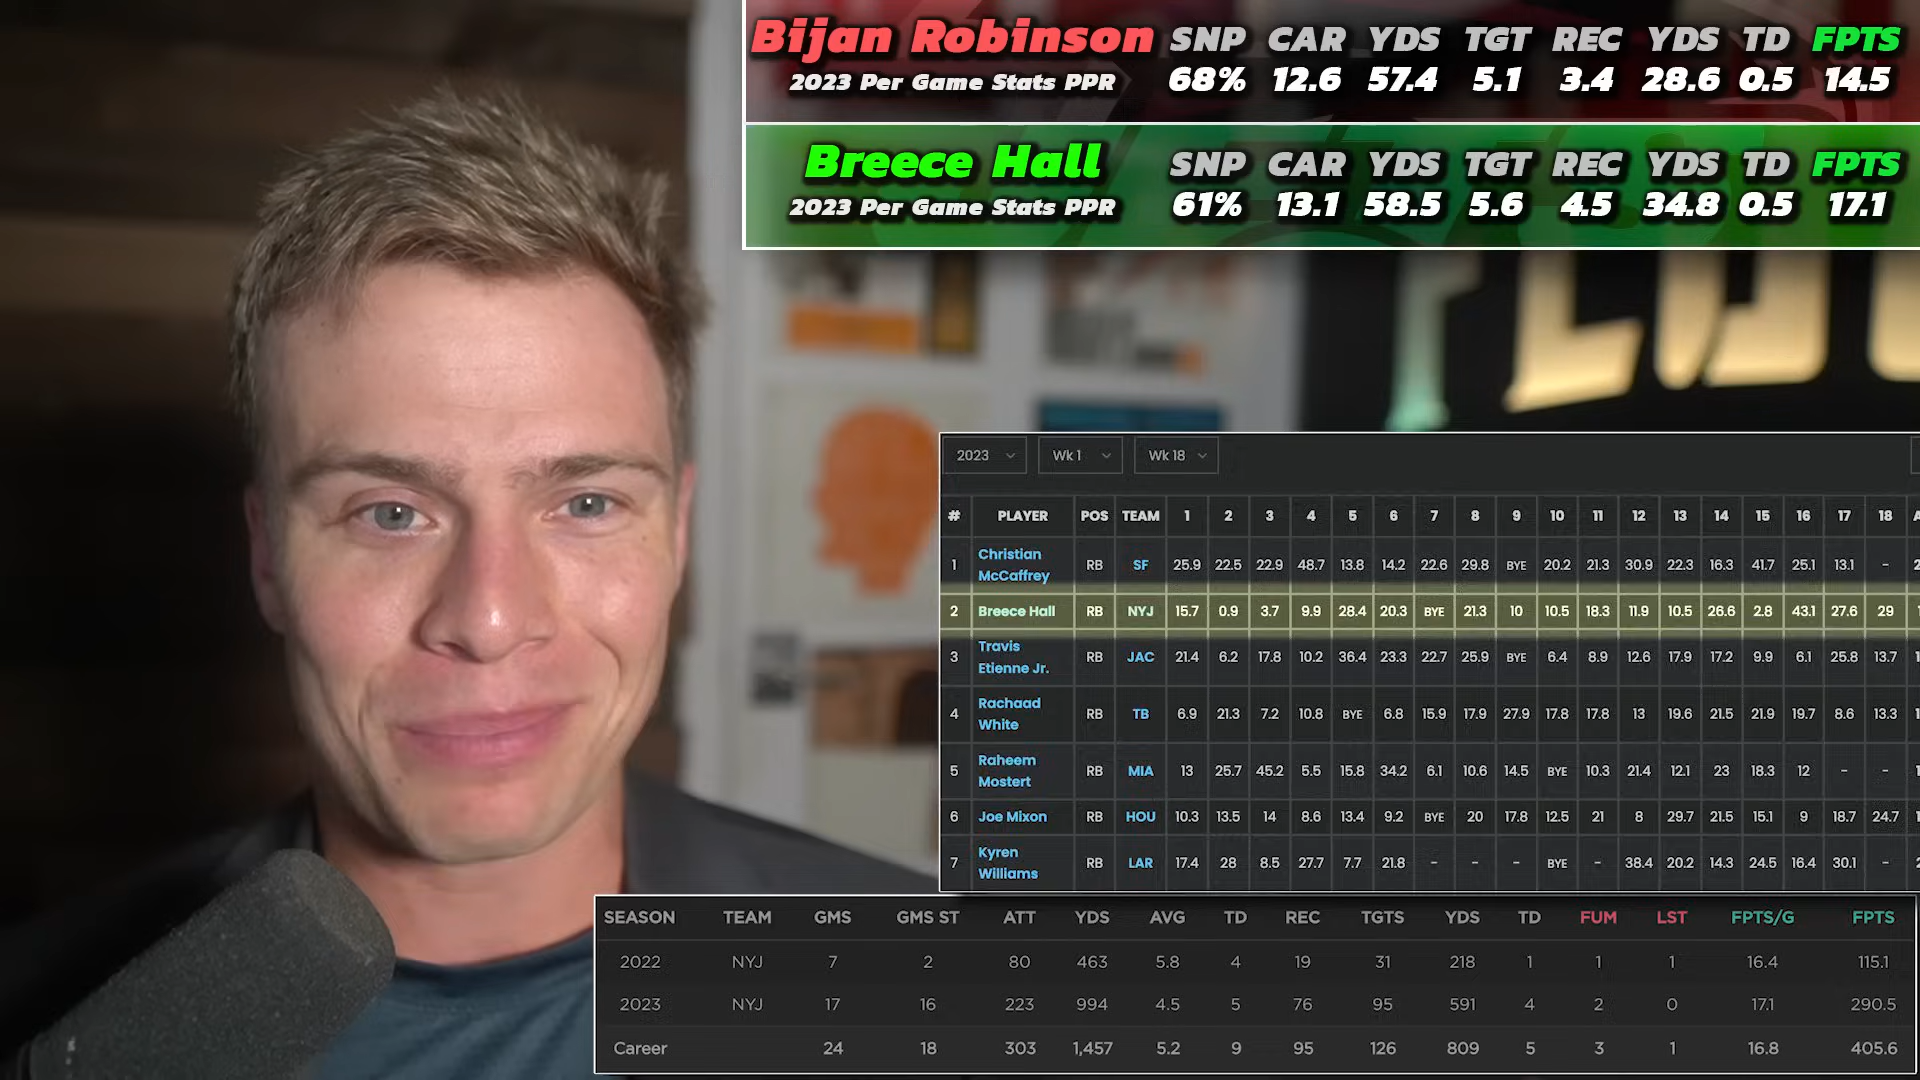 Bijan Robinson SNP CAR YDS TGT REC YDS TD FPTS
2023 Per Game Stats PPR 68% 12.6 57.4 5.1 3.4 28.6 0.5 14.5
Breece Hall SNP CAR YDS TGT REC YDS TD FPTS
2023 Per Game Stats PPR 61% 13.1 58.5 5.6 4.5 34.8 0.5 17.1
2023 Wk 1 Wk 18
# PLAYER POS TEAM 1 2 3 4 5 6 7 8 9 10 11 12 13 14 15 16 17 18
1 Christian McCaffrey RB SF 25.9 22.5 22.9 48.7 13.8 14.2 22.6 29.8 BYE 20.2 21.3 30.9 22.3 16.3 41.7 25.1 13.1 -
2 Breece Hall RB NYJ 15.7 0.9 3.7 9.9 28.4 20.3 BYE 21.3 10 10.5 18.3 11.9 10.5 26.6 2.8 43.1 27.6 29
3 Travis Etienne Jr. RB JAC 21.4 6.2 17.8 10.2 36.4 23.3 22.7 25.9 BYE 6.4 8.9 12.6 17.9 17.2 9.9 6.1 25.8 13.7
4 Rachaad White RB TB 6.9 21.3 7.2 10.8 BYE 6.8 15.9 17.9 27.9 17.8 17.8 13 19.6 21.5 21.9 19.7 8.6 13.3
5 Raheem Mostert RB MIA 13 25.7 45.2 5.5 15.8 34.2 6.1 10.6 14.5 BYE 10.3 21.4 12.1 23 18.3 12 - -
6 Joe Mixon RB HOU 10.3 13.5 14 8.6 13.4 9.2 BYE 20 17.8 12.5 21 8 29.7 21.5 15.1 9 18.7 24.7
7 Kyren Williams RB LAR 17.4 28 8.5 27.7 7.7 21.8 - - - BYE - 38.4 20.2 14.3 24.5 16.4 30.1 -
SEASON TEAM GMS GMS ST ATT YDS AVG TD REC TGTS YDS TD FUM LST FPTS/G FPTS
2022 NYJ 7 2 80 463 5.8 4 19 31 218 1 1 1 16.4 115.1
2023 NYJ 17 16 223 994 4.5 5 76 95 591 4 2 0 17.1 290.5
Career 24 18 303 1,457 5.2 9 95 126 809 5 3 1 16.8 405.6